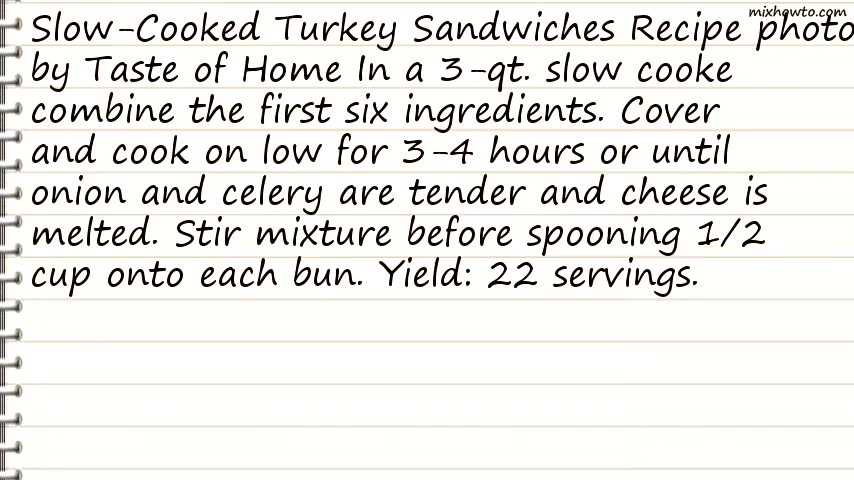 mixhowto.com
Slow-Cooked Turkey Sandwiches Recipe photo
by Taste of Home In a 3-qt. slow cooke
combine the first six ingredients. Cover
and cook on low for 3-4 hours or until
onion and celery are tender and cheese is
melted. Stir mixture before spooning 1/2
cup onto each bun. Yield: 22 servings.